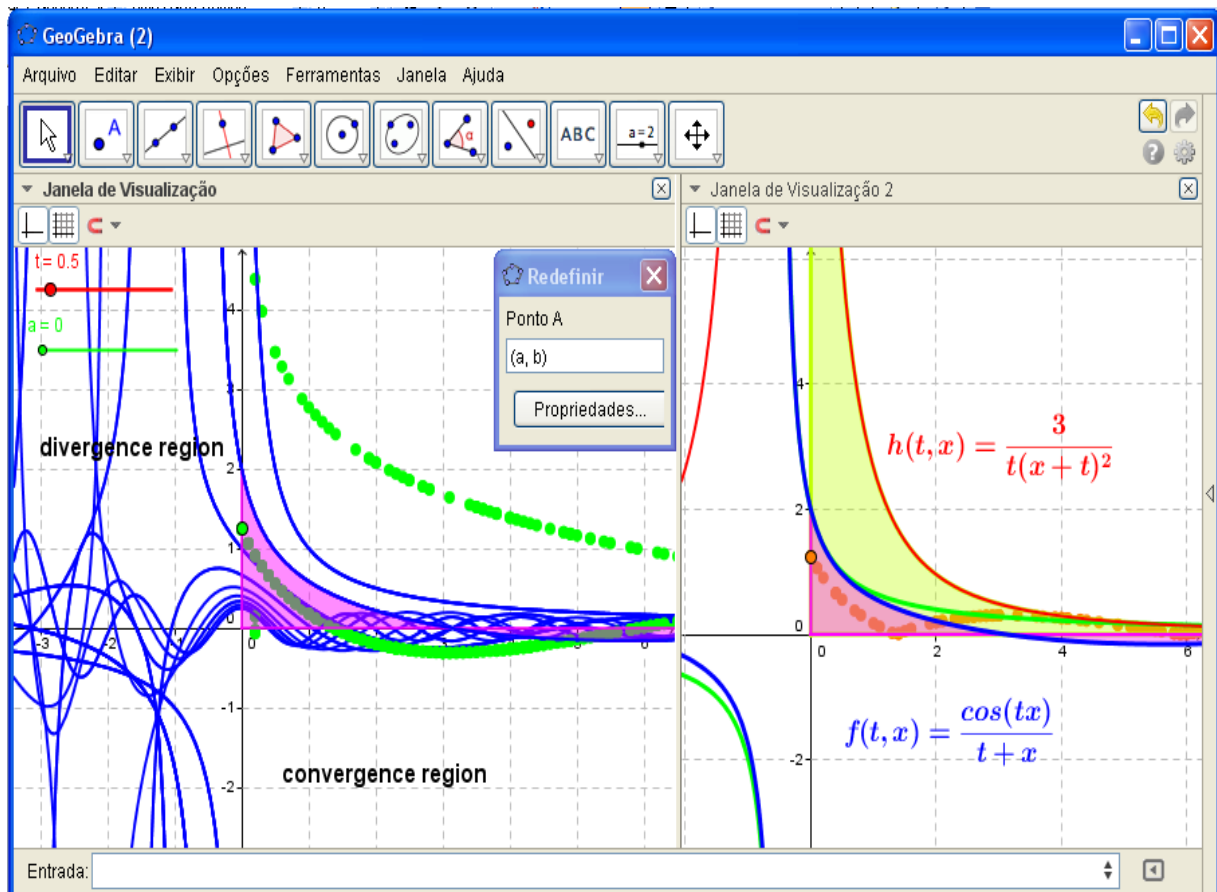 GeoGebra (2)
Arquivo Editar Exibir Opções Ferramentas Janela Ajuda
A
α
ABC
a=2
Janela de Visualização
Janela de Visualização 2
t = 0.5
a = 0
divergence region
convergence region
4
3
2
1
0
-1
-2
-3 -2 -1 0
Redefinir
Ponto A
(a, b)
Propriedades...
4
2
0
-2
0 2 4 6
h(t, x) = 3 / t(x + t)²
f(t, x) = cos(tx) / t + x
Entrada: